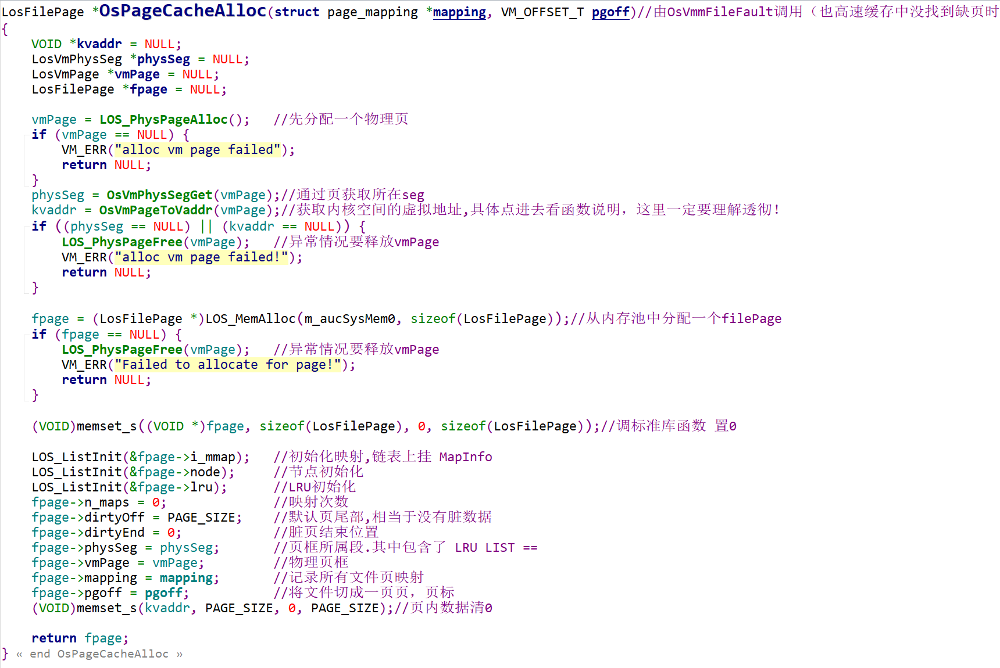 LosFilePage *OsPageCacheAlloc(struct page_mapping *mapping, VM_OFFSET_T pgoff)//由OsVmmFileFault调用（也高速缓存中没找到缺页时
{
    VOID *kvaddr = NULL;
    LosVmPhysSeg *physSeg = NULL;
    LosVmPage *vmPage = NULL;
    LosFilePage *fpage = NULL;

    vmPage = LOS_PhysPageAlloc();   //先分配一个物理页
    if (vmPage == NULL) {
        VM_ERR("alloc vm page failed");
        return NULL;
    }
    physSeg = OsVmPhysSegGet(vmPage);//通过页获取所在seg
    kvaddr = OsVmPageToVaddr(vmPage);//获取内核空间的虚拟地址,具体点进去看函数说明，这里一定要理解透彻！
    if ((physSeg == NULL) || (kvaddr == NULL)) {
        LOS_PhysPageFree(vmPage);   //异常情况要释放vmPage
        VM_ERR("alloc vm page failed!");
        return NULL;
    }

    fpage = (LosFilePage *)LOS_MemAlloc(m_aucSysMem0, sizeof(LosFilePage));//从内存池中分配一个filePage
    if (fpage == NULL) {
        LOS_PhysPageFree(vmPage);   //异常情况要释放vmPage
        VM_ERR("Failed to allocate for page!");
        return NULL;
    }

    (VOID)memset_s((VOID *)fpage, sizeof(LosFilePage), 0, sizeof(LosFilePage));//调标准库函数 置0

    LOS_ListInit(&fpage->i_mmap);   //初始化映射,链表上挂 MapInfo
    LOS_ListInit(&fpage->node);     //节点初始化
    LOS_ListInit(&fpage->lru);      //LRU初始化
    fpage->n_maps = 0;              //映射次数
    fpage->dirtyOff = PAGE_SIZE;    //默认页尾部,相当于没有脏数据
    fpage->dirtyEnd = 0;            //脏页结束位置
    fpage->physSeg = physSeg;       //页框所属段.其中包含了 LRU LIST ==
    fpage->vmPage = vmPage;         //物理页框
    fpage->mapping = mapping;       //记录所有文件页映射
    fpage->pgoff = pgoff;           //将文件切成一页页，页标
    (VOID)memset_s(kvaddr, PAGE_SIZE, 0, PAGE_SIZE);//页内数据清0

    return fpage;
} « end OsPageCacheAlloc »